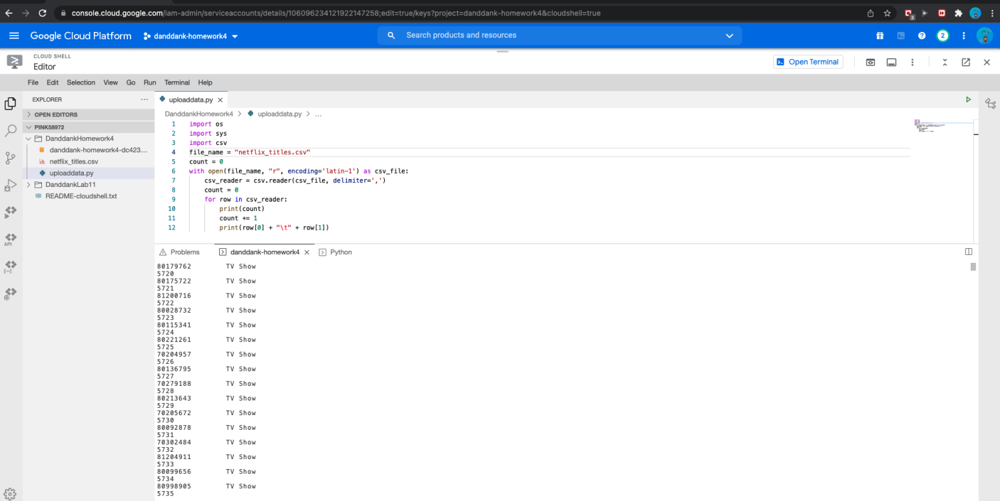 console.cloud.google.com/iam-admin/serviceaccounts/details/106096234121922147258;edit=true/keys?project=danddank-homework4&cloudshell=true
3
Google Cloud Platform danddank-homework4 Search products and resources 2
CLOUD SHELL
Editor
Open Terminal
File Edit Selection View Go Run Terminal Help
EXPLORER
OPEN EDITORS
PINK58972
DanddankHomework4
danddank-homework4-dc423...
netflix_titles.csv
uploaddata.py
DanddankLab11
README-cloudshell.txt
API
uploaddata.py
DanddankHomework4 > uploaddata.py > ...
1 import os
2 import sys
3 import csv
4 file_name = "netflix_titles.csv"
5 count = 0
6 with open(file_name, "r", encoding='latin-1') as csv_file:
7 csv_reader = csv.reader(csv_file, delimiter=',')
8 count = 0
9 for row in csv_reader:
10 print(count)
11 count += 1
12 print(row[0] + "\t" + row[1])
Problems danddank-homework4 Python
80179762 TV Show
5720
80175722 TV Show
5721
81200716 TV Show
5722
80028732 TV Show
5723
80115341 TV Show
5724
80221261 TV Show
5725
70204957 TV Show
5726
80136795 TV Show
5727
70279188 TV Show
5728
80213643 TV Show
5729
70205672 TV Show
5730
80092878 TV Show
5731
70302484 TV Show
5732
81204911 TV Show
5733
80099656 TV Show
5734
80998905 TV Show
5735